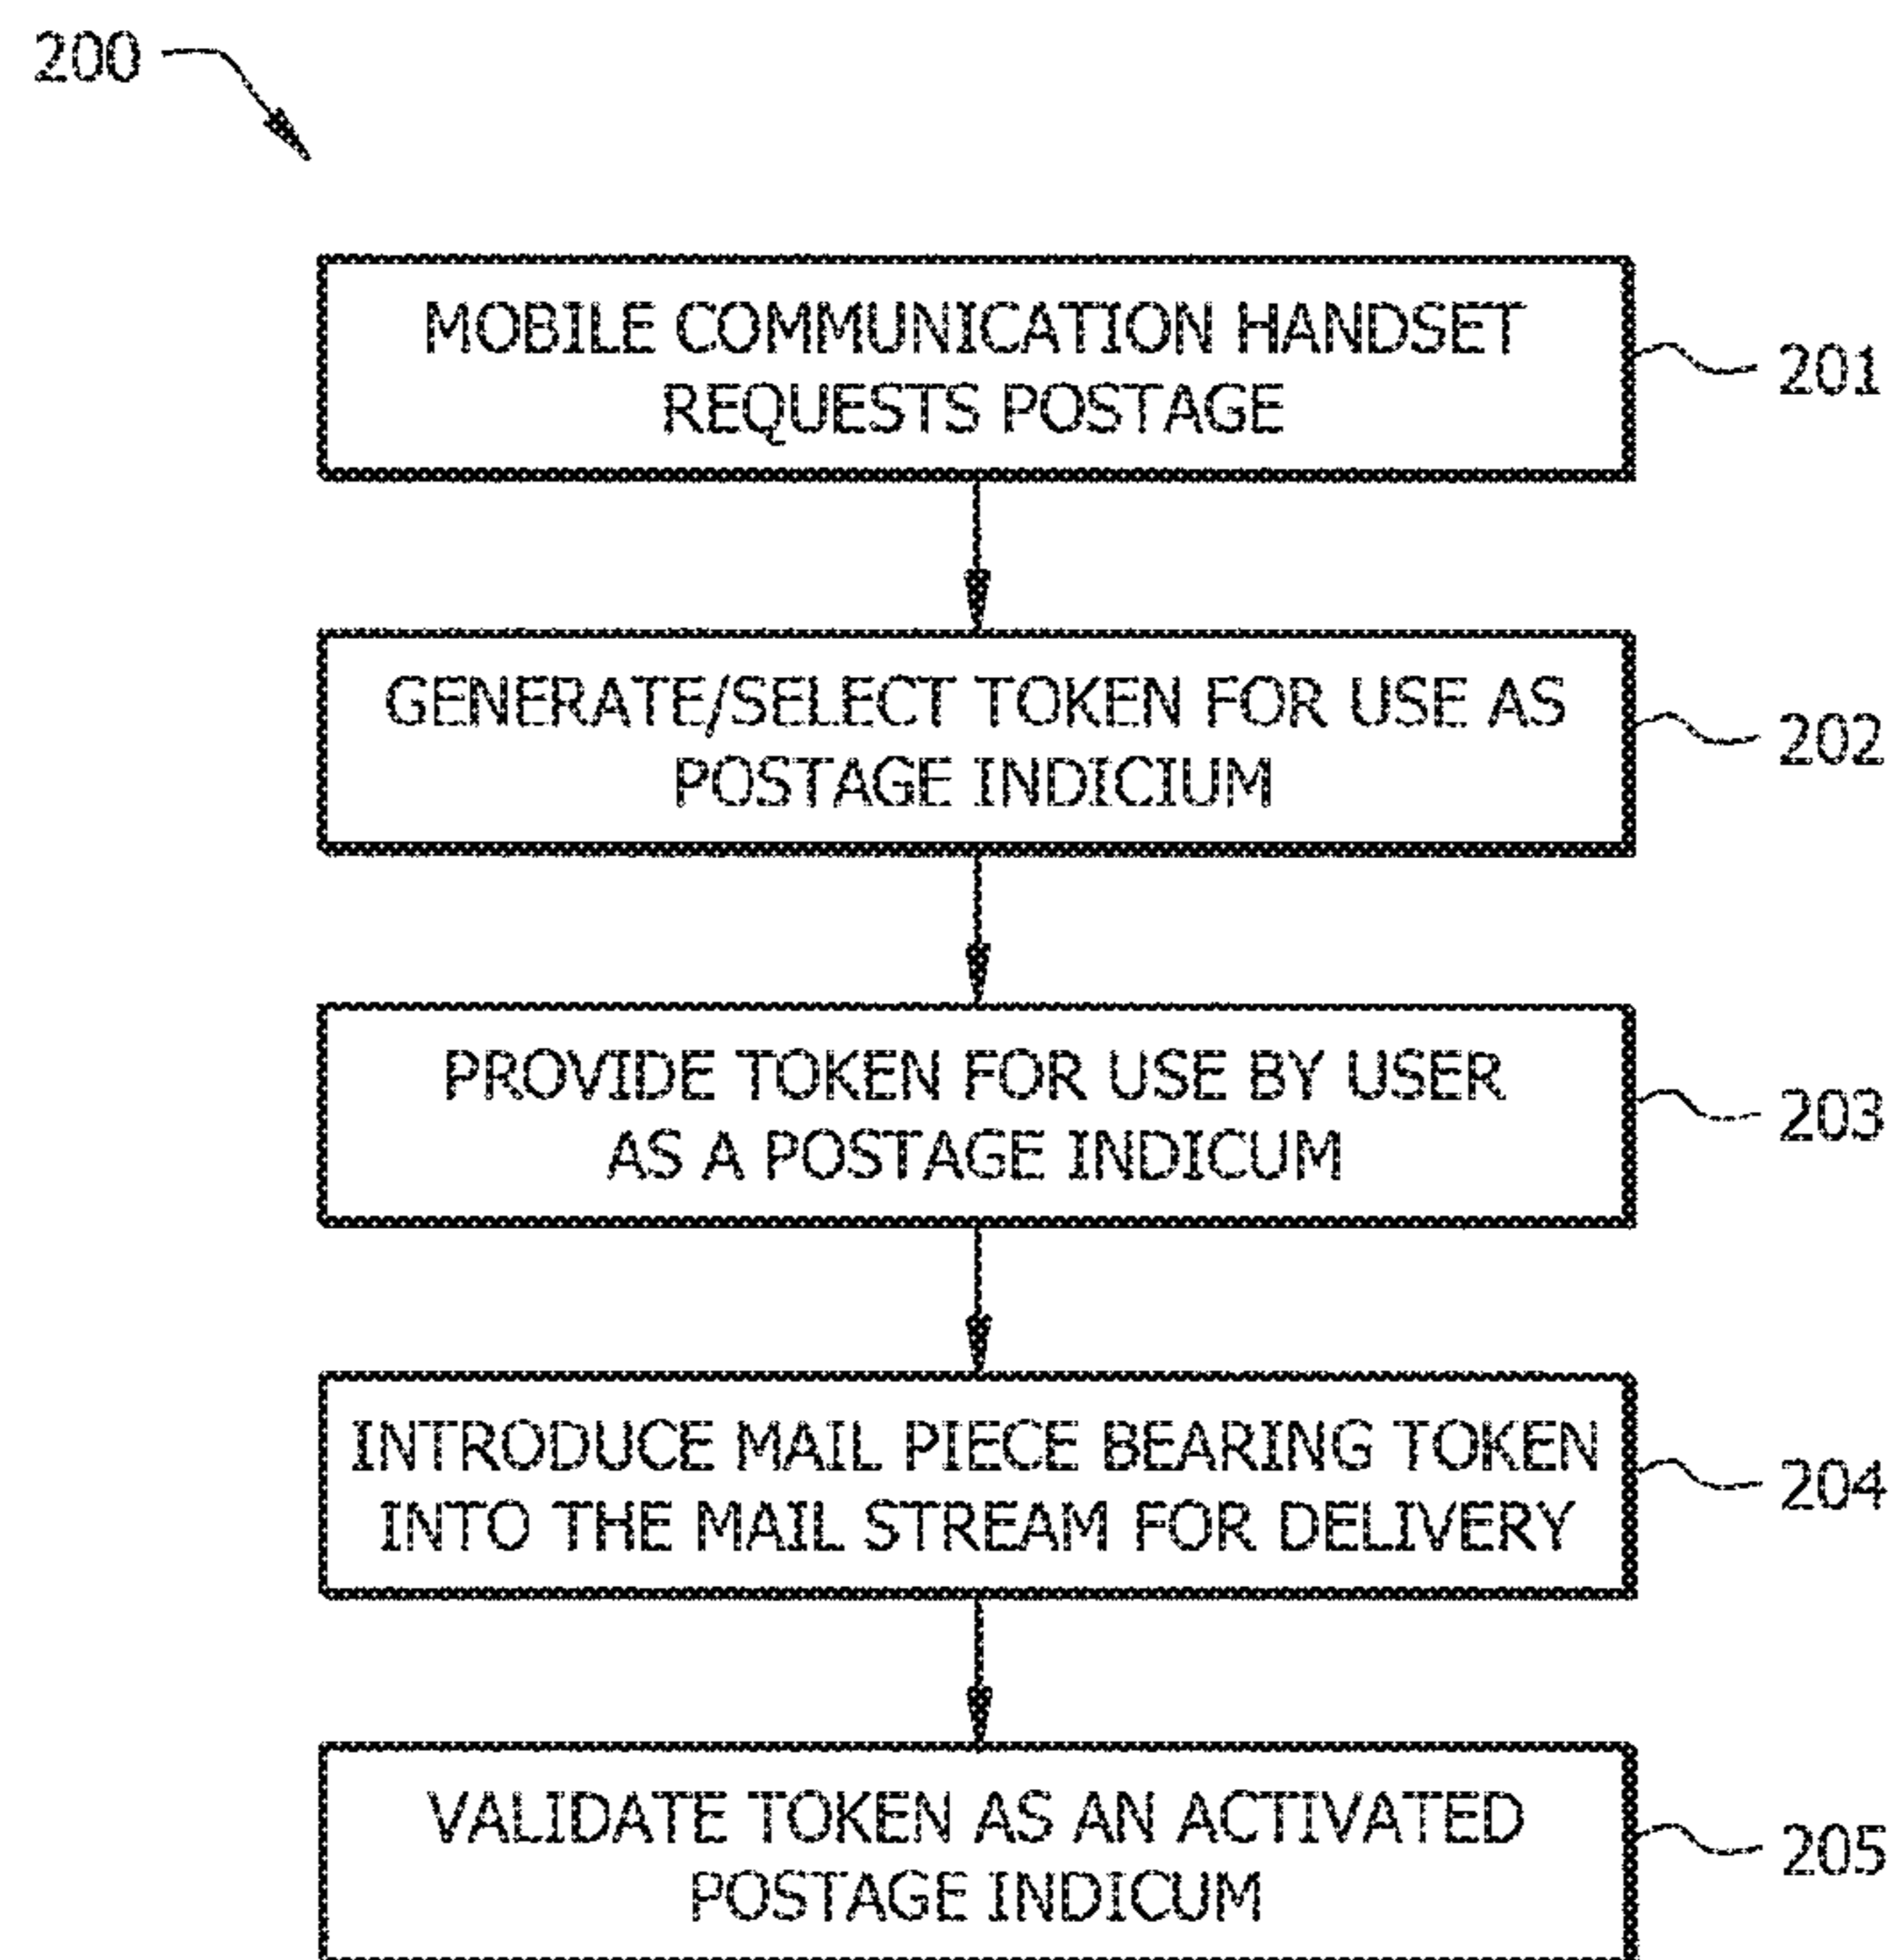 200
MOBILE COMMUNICATION HANDSET
REQUESTS POSTAGE
201
GENERATE/SELECT TOKEN FOR USE AS
POSTAGE INDICIUM
202
PROVIDE TOKEN FOR USE BY USER
AS A POSTAGE INDICUM
203
INTRODUCE MAIL PIECE BEARING TOKEN
INTO THE MAIL STREAM FOR DELIVERY
204
VALIDATE TOKEN AS AN ACTIVATED
POSTAGE INDICUM
205